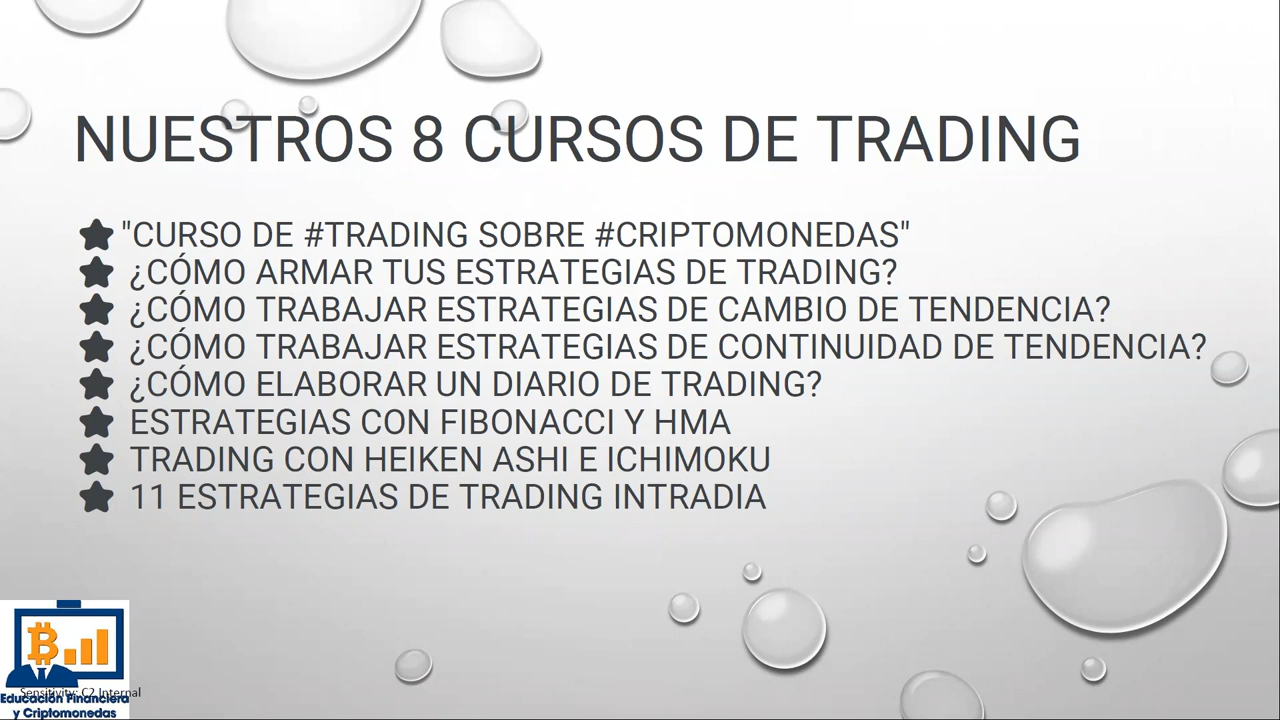 NUESTROS 8 CURSOS DE TRADING
"CURSO DE #TRADING SOBRE #CRIPTOMONEDAS"
¿CÓMO ARMAR TUS ESTRATEGIAS DE TRADING?
¿CÓMO TRABAJAR ESTRATEGIAS DE CAMBIO DE TENDENCIA?
¿CÓMO TRABAJAR ESTRATEGIAS DE CONTINUIDAD DE TENDENCIA?
¿CÓMO ELABORAR UN DIARIO DE TRADING?
ESTRATEGIAS CON FIBONACCI Y HMA
TRADING CON HEIKEN ASHI E ICHIMOKU
11 ESTRATEGIAS DE TRADING INTRADIA
Sensitivity: C2 Internal
Educación Financiera
y Criptomonedas